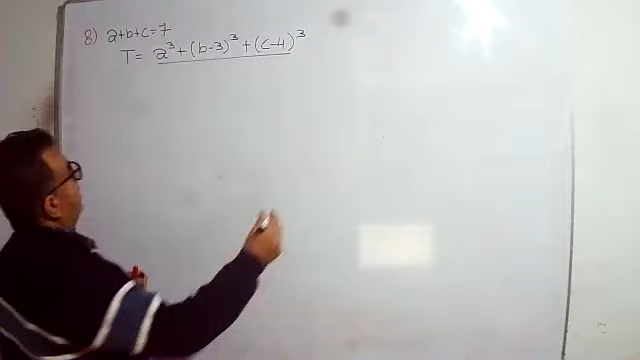 8) a+b+c=7
T= a³+(b-3)³+(c-4)³